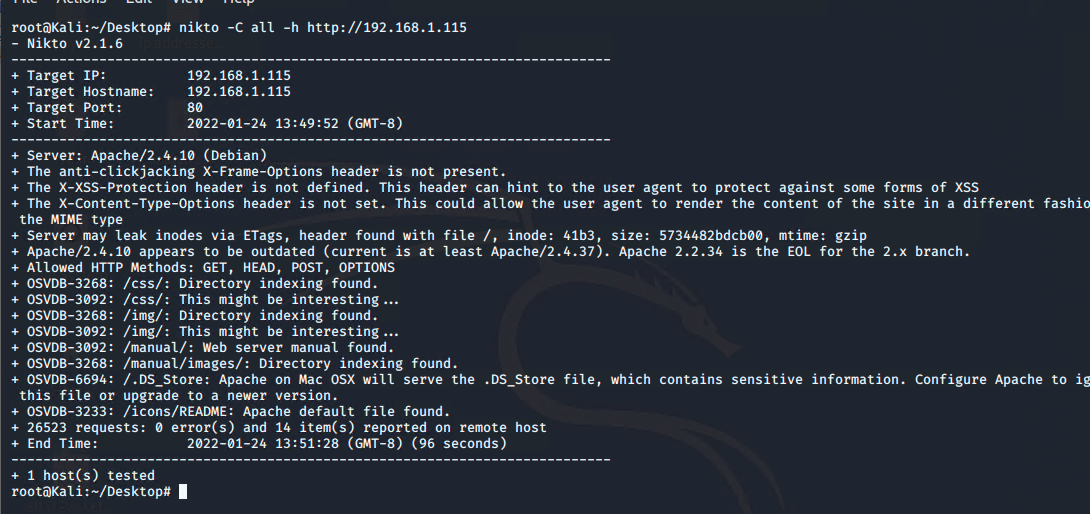 root@Kali:~/Desktop# nikto -C all -h http://192.168.1.115
- Nikto v2.1.6
---------------------------------------------------------------------------
+ Target IP:          192.168.1.115
+ Target Hostname:    192.168.1.115
+ Target Port:        80
+ Start Time:         2022-01-24 13:49:52 (GMT-8)
---------------------------------------------------------------------------
+ Server: Apache/2.4.10 (Debian)
+ The anti-clickjacking X-Frame-Options header is not present.
+ The X-XSS-Protection header is not defined. This header can hint to the user agent to protect against some forms of XSS
+ The X-Content-Type-Options header is not set. This could allow the user agent to render the content of the site in a different fashio
the MIME type
+ Server may leak inodes via ETags, header found with file /, inode: 41b3, size: 5734482bdcb00, mtime: gzip
+ Apache/2.4.10 appears to be outdated (current is at least Apache/2.4.37). Apache 2.2.34 is the EOL for the 2.x branch.
+ Allowed HTTP Methods: GET, HEAD, POST, OPTIONS
+ OSVDB-3268: /css/: Directory indexing found.
+ OSVDB-3092: /css/: This might be interesting...
+ OSVDB-3268: /img/: Directory indexing found.
+ OSVDB-3092: /img/: This might be interesting...
+ OSVDB-3092: /manual/: Web server manual found.
+ OSVDB-3268: /manual/images/: Directory indexing found.
+ OSVDB-6694: /.DS_Store: Apache on Mac OSX will serve the .DS_Store file, which contains sensitive information. Configure Apache to ig
this file or upgrade to a newer version.
+ OSVDB-3233: /icons/README: Apache default file found.
+ 26523 requests: 0 error(s) and 14 item(s) reported on remote host
+ End Time:           2022-01-24 13:51:28 (GMT-8) (96 seconds)
---------------------------------------------------------------------------
+ 1 host(s) tested
root@Kali:~/Desktop#